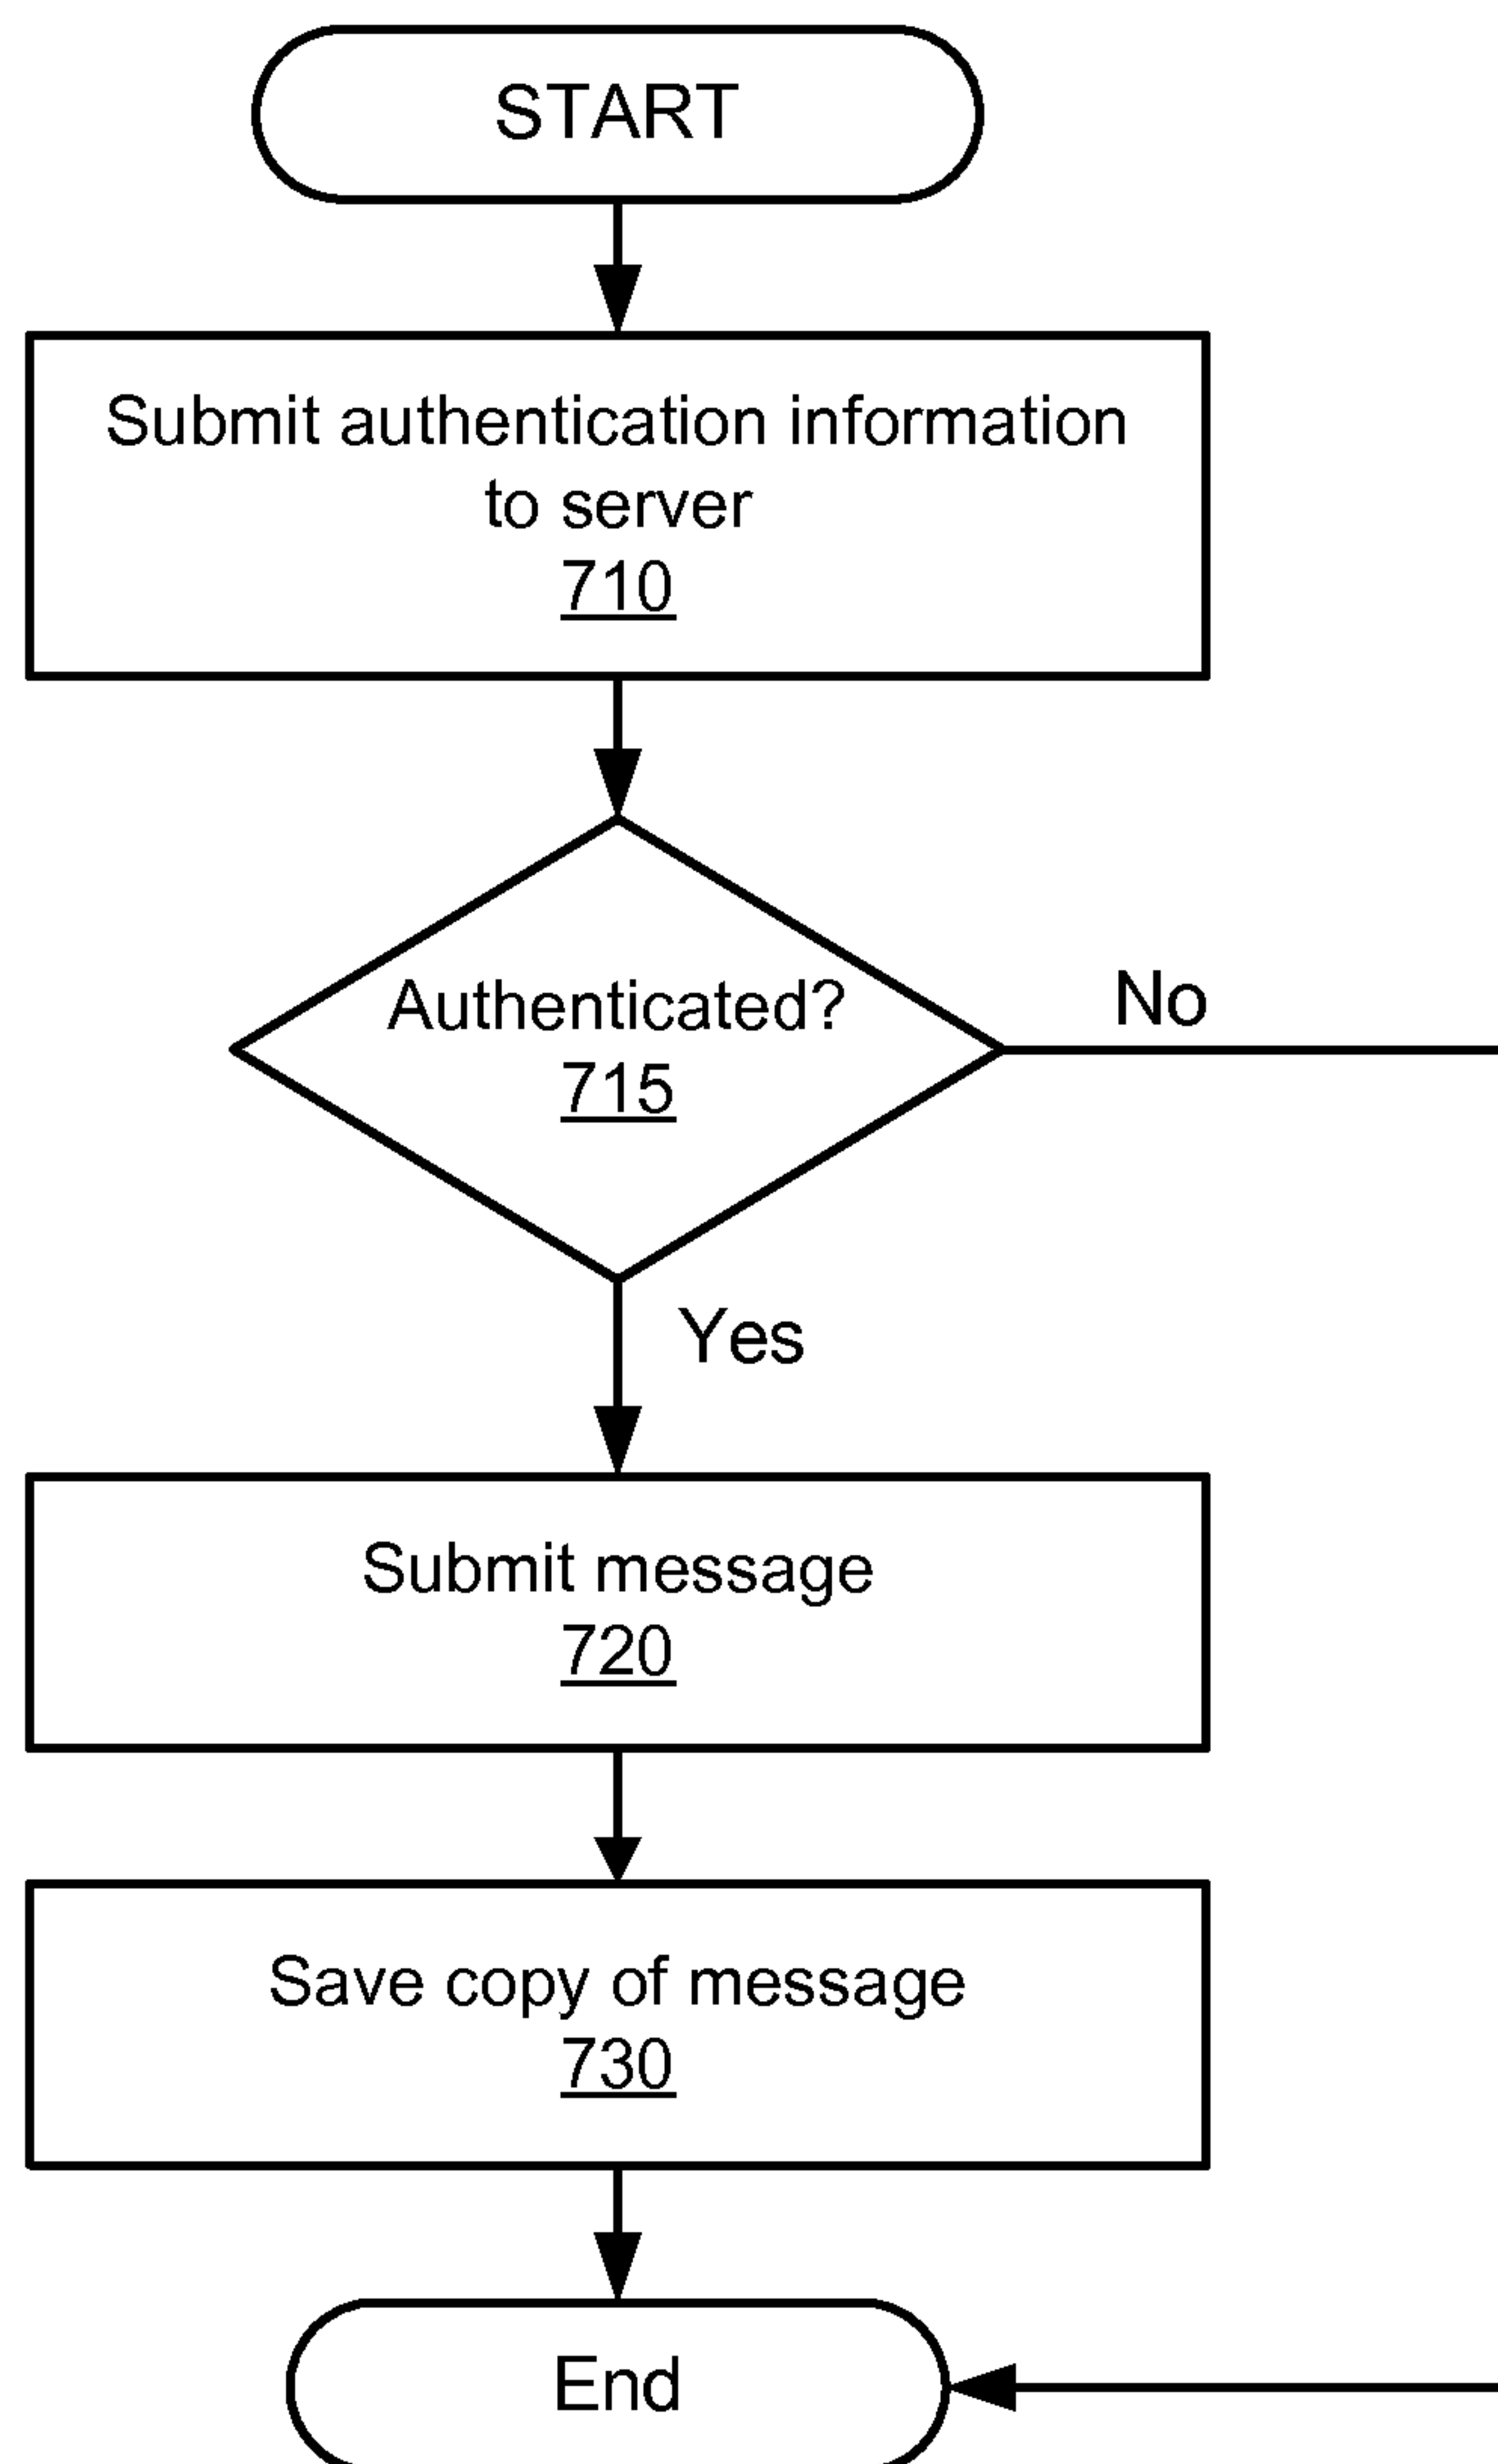 START
Submit authentication information
to server
710
Authenticated?
715
No
Yes
Submit message
720
Save copy of message
730
End